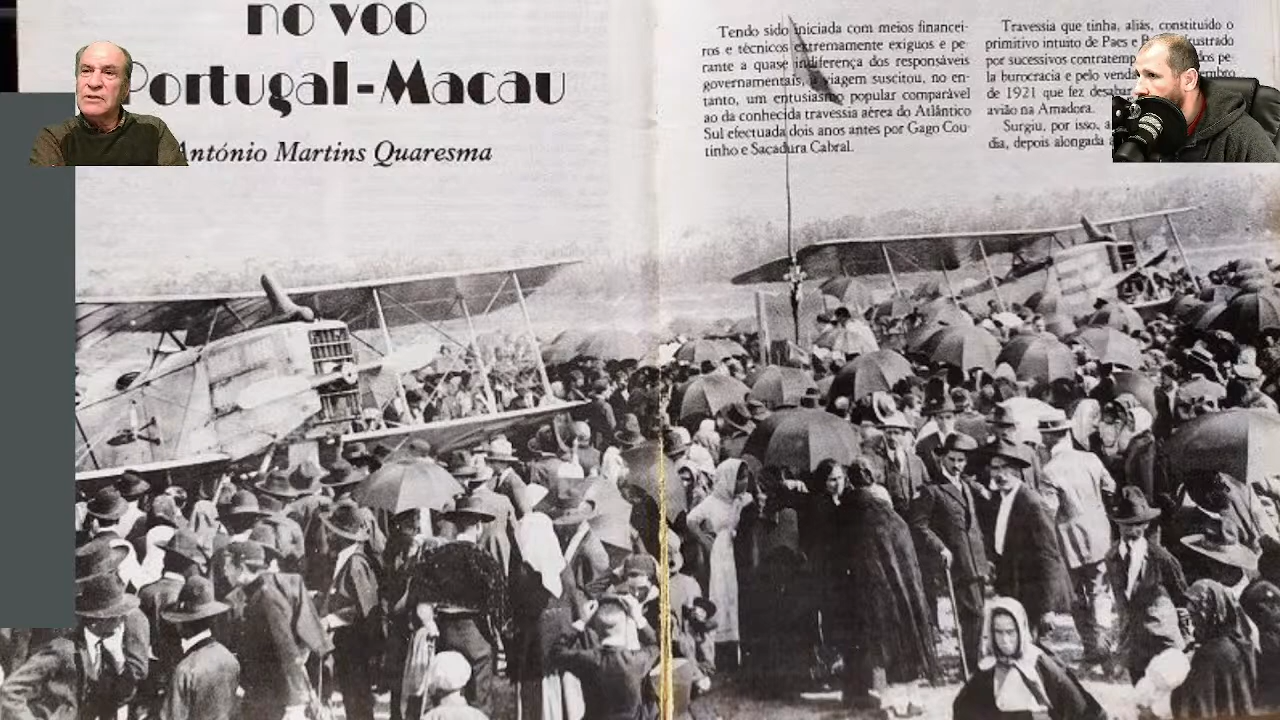 no voo
Portugal-Macau
António Martins Quaresma
Tendo sido iniciada com meios financei-
ros e técnicos extremamente exíguos e pe-
rante a quase indiferença dos responsáveis
governamentais, a viagem suscitou, no en-
tanto, um entusiasmo popular comparável
ao da conhecida travessia aérea do Atlântico
Sul efectuada dois anos antes por Gago Cou-
tinho e Sacadura Cabral.
Travessia que tinha, aliás, constituído o
primitivo intuito de Paes e
por sucessivos
la burocracia e pelo
de 1921 que fez
avião na Amadora.
Surgiu, por isso, a
dia, depois alongada